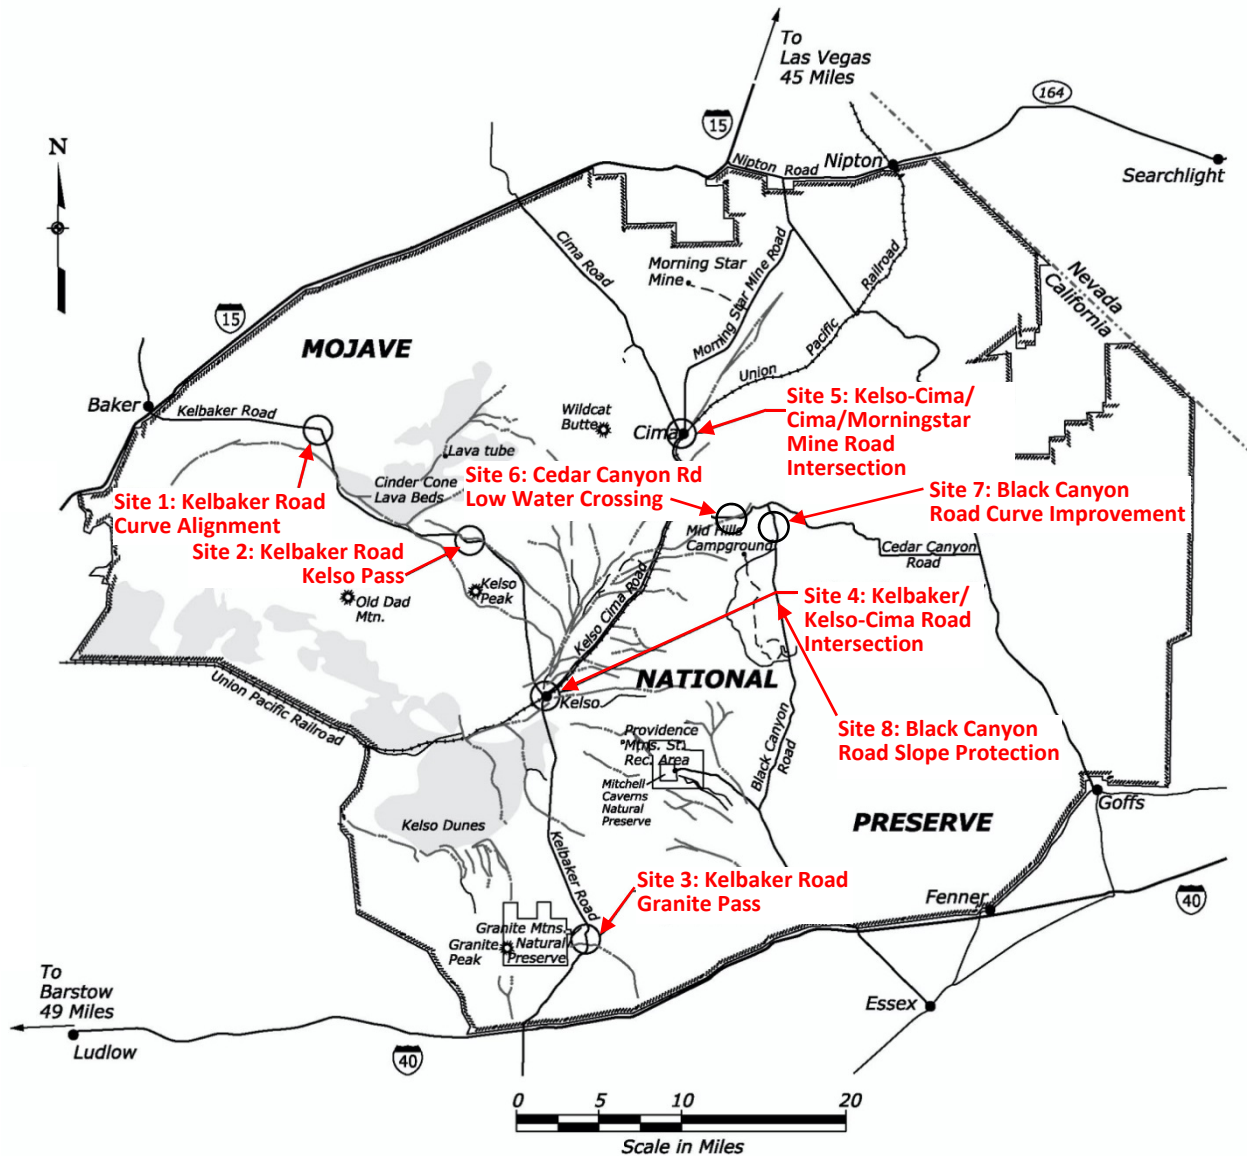 To
Las Vegas
45 Miles
164
15
N
Nipton
Road
Nipton
Searchlight
Cima Road
Morning Star
Mine
Morning Star Mine Road
Railroad
Pacific
Union
Nevada
California
15
MOJAVE
Baker
Kelbaker Road
Wildcat
Butte
Cima
Site 5: Kelso-Cima/
Cima/Morningstar
Mine Road
Intersection
Lava tube
Cinder Cone
Lava Beds
Site 6: Cedar Canyon Rd
Low Water Crossing
Site 7: Black Canyon
Road Curve Improvement
Site 1: Kelbaker Road
Curve Alignment
Site 2: Kelbaker Road
Kelso Pass
Mid Hills
Campground
Cedar Canyon
Road
Kelso
Peak
Old Dad
Mtn.
Kelso Cima Road
Site 4: Kelbaker/
Kelso-Cima Road
Intersection
NATIONAL
Kelso
Union Pacific Railroad
Providence
Mtns. St.
Rec. Area
Black Canyon
Road
Site 8: Black Canyon
Road Slope Protection
Mitchell
Caverns
Natural
Preserve
Goffs
Kelso Dunes
PRESERVE
Kelbaker Road
Site 3: Kelbaker Road
Granite Pass
Fenner
40
Granite Mtns.
Natural
Preserve
Granite
Peak
To
Barstow
49 Miles
Essex
Ludlow
40
0 5 10 20
Scale in Miles